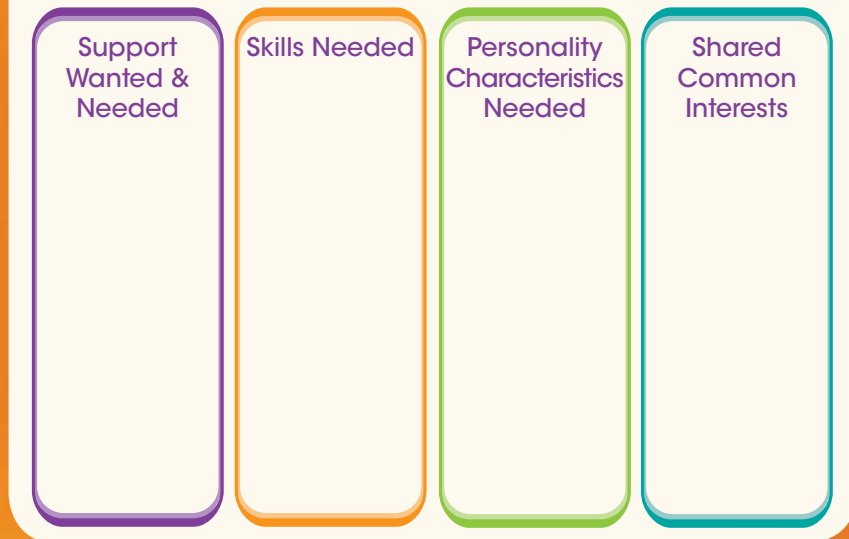 Support
Wanted &
Needed
Skills Needed
Personality
Characteristics
Needed
Shared
Common
Interests